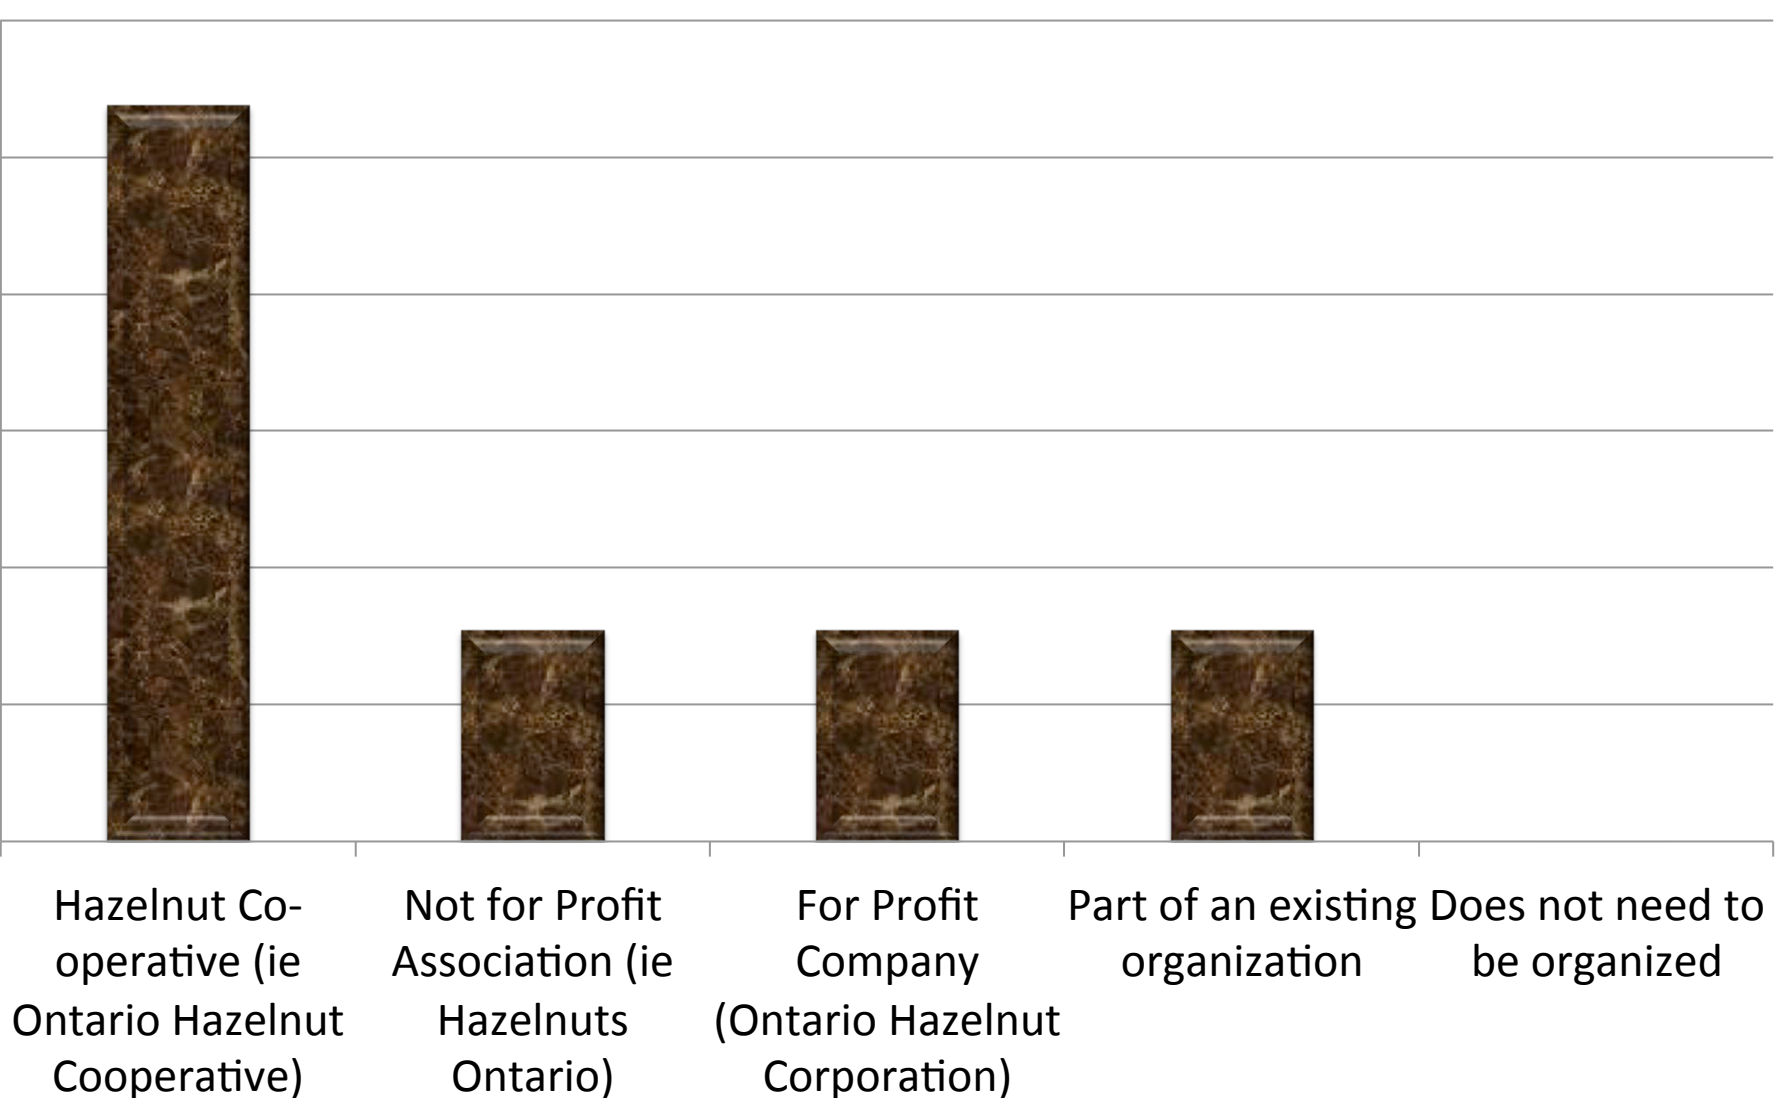 Hazelnut Co-
operative (ie
Ontario Hazelnut
Cooperative)
Not for Profit
Association (ie
Hazelnuts
Ontario)
For Profit
Company
(Ontario Hazelnut
Corporation)
Part of an existing
organization
Does not need to
be organized